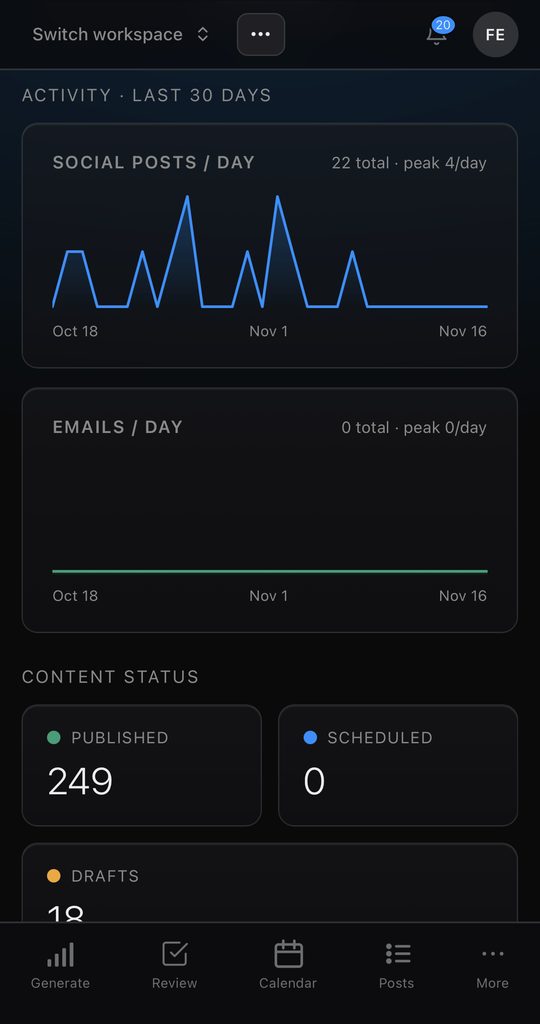 Switch workspace
20
FE
ACTIVITY · LAST 30 DAYS
SOCIAL POSTS / DAY
22 total · peak 4/day
Oct 18
Nov 1
Nov 16
EMAILS / DAY
0 total · peak 0/day
Oct 18
Nov 1
Nov 16
CONTENT STATUS
PUBLISHED
249
SCHEDULED
0
DRAFTS
18
Generate
Review
Calendar
Posts
More